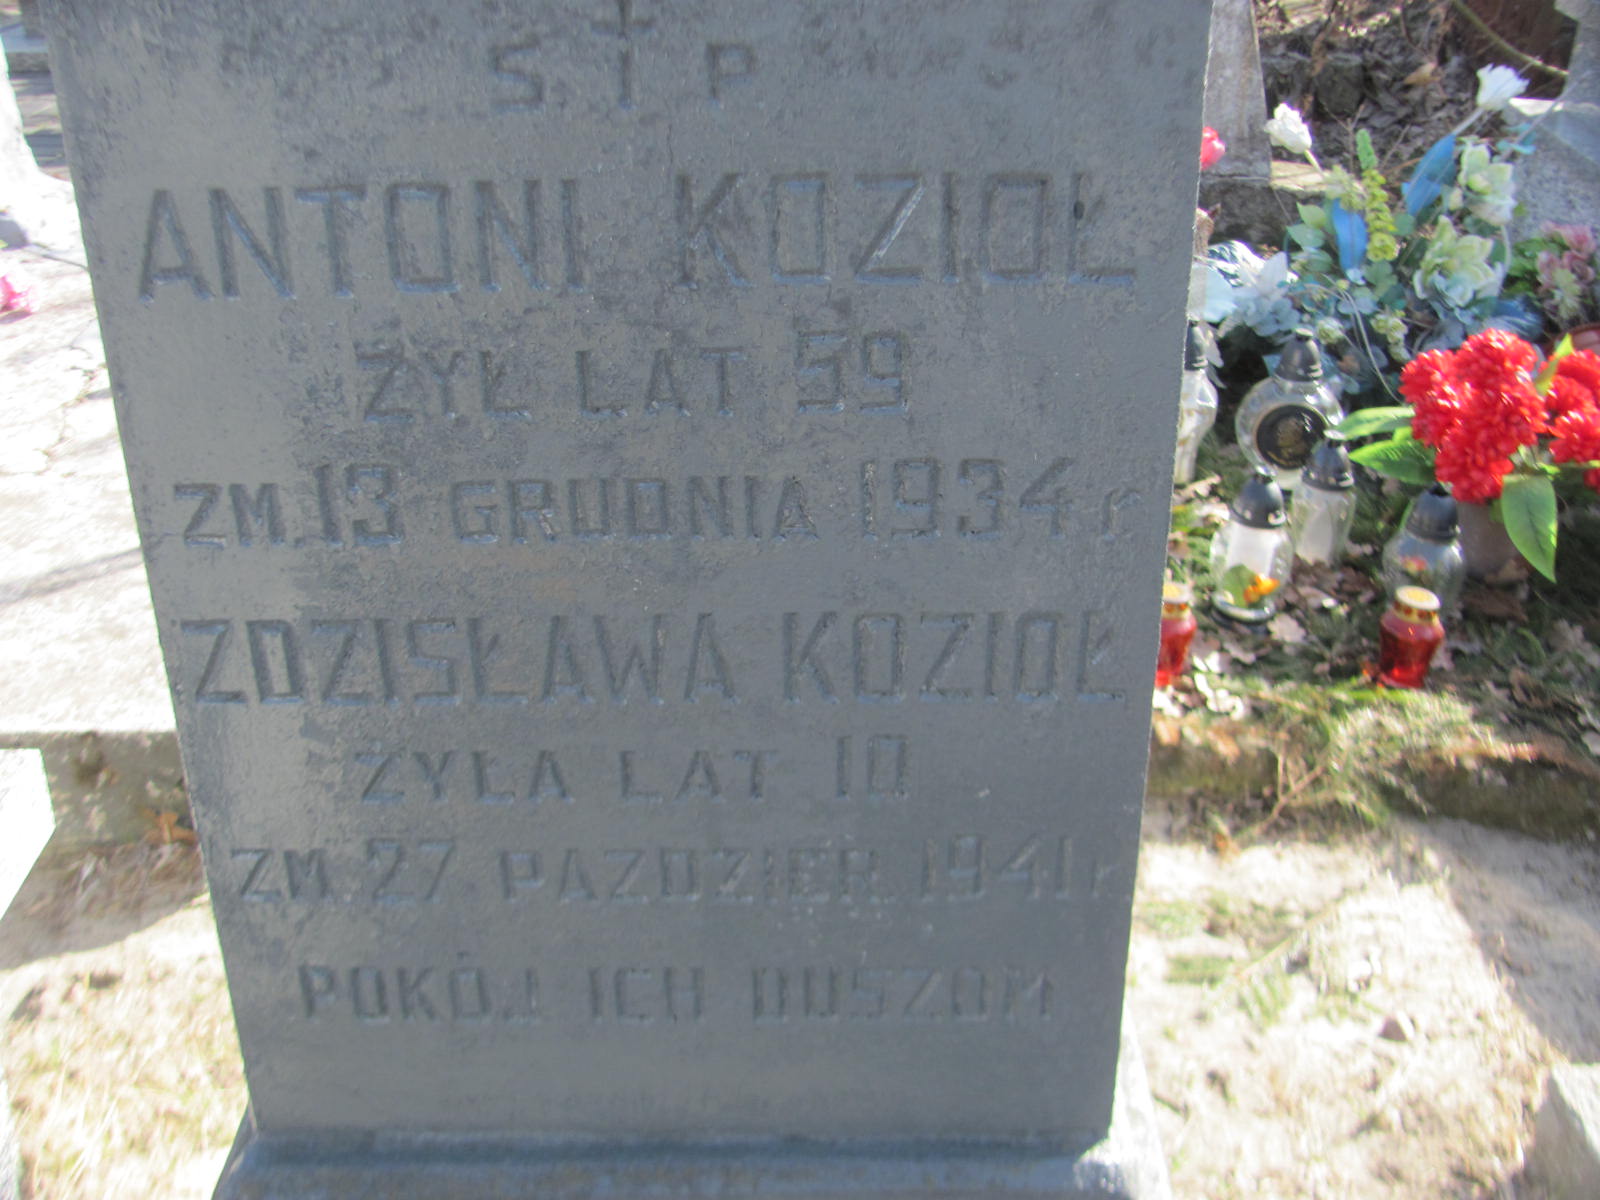 Ś † P
ANTONI KOZIOŁ
ŻYŁ LAT 59
ZM. 13 GRUDNIA 1934 r
ZDZISŁAWA KOZIOŁ
ŻYŁA LAT 10
ZM 27 PAZDZIER. 1941 r
POKÓJ ICH DUSZOM